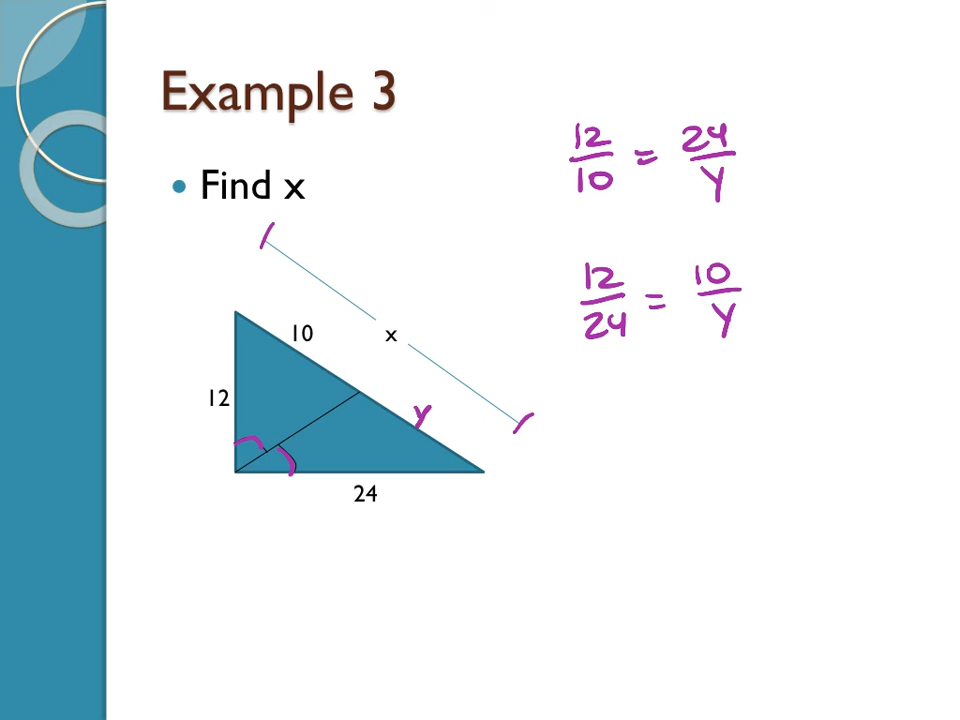 Example 3
• Find x
12/10 = 24/y
12/24 = 10/y
10
x
12
y
24